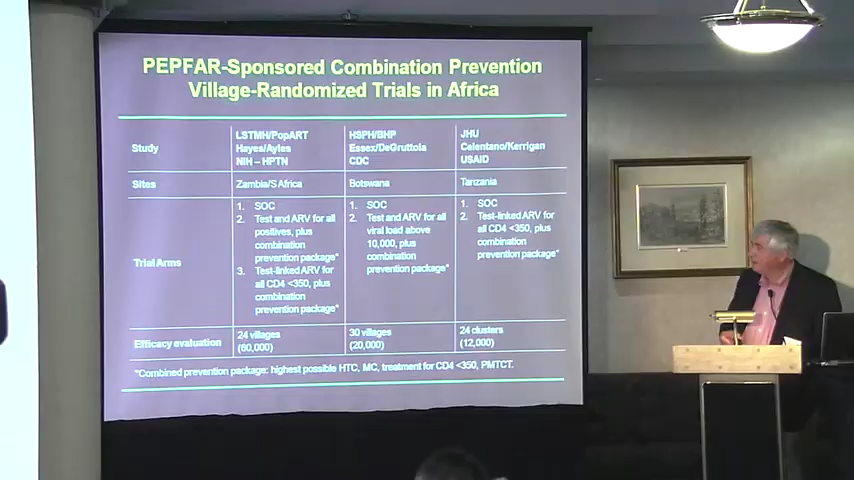 PEPFAR-Sponsored Combination Prevention
Village-Randomized Trials in Africa
Study
LSTMH/PopART
Hayes/Ayles
NIH – HPTN
HSPH/BHP
Essex/DeGruttola
CDC
JHU
Celentano/Kerrigan
USAID
Sites
Zambia/S Africa
Botswana
Tanzania
Trial Arms
1. SOC
2. Test and ARV for all
positives, plus
combination
prevention package*
3. Test-linked ARV for
all CD4 <350, plus
combination
prevention package*
1. SOC
2. Test and ARV for all
viral load above
10,000, plus
combination
prevention package*
1. SOC
2. Test-linked ARV for
all CD4 <350, plus
combination
prevention package*
Efficacy evaluation
24 villages
(60,000)
30 villages
(20,000)
24 clusters
(12,000)
*Combined prevention package: highest possible HTC, MC, treatment for CD4 <350, PMTCT.